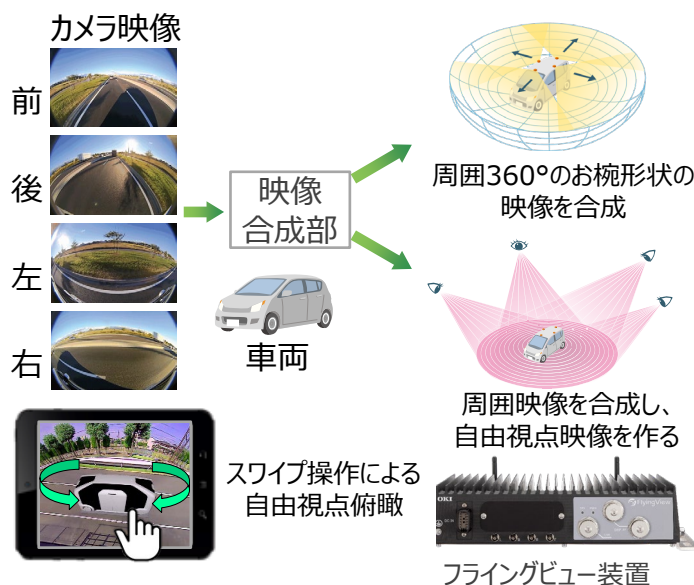 カメラ映像
前
後
左
右
映像
合成部
車両
周囲360°のお椀形状の
映像を合成
周囲映像を合成し、
自由視点映像を作る
スワイプ操作による
自由視点俯瞰
OKI
FlyingView
フライングビュー装置